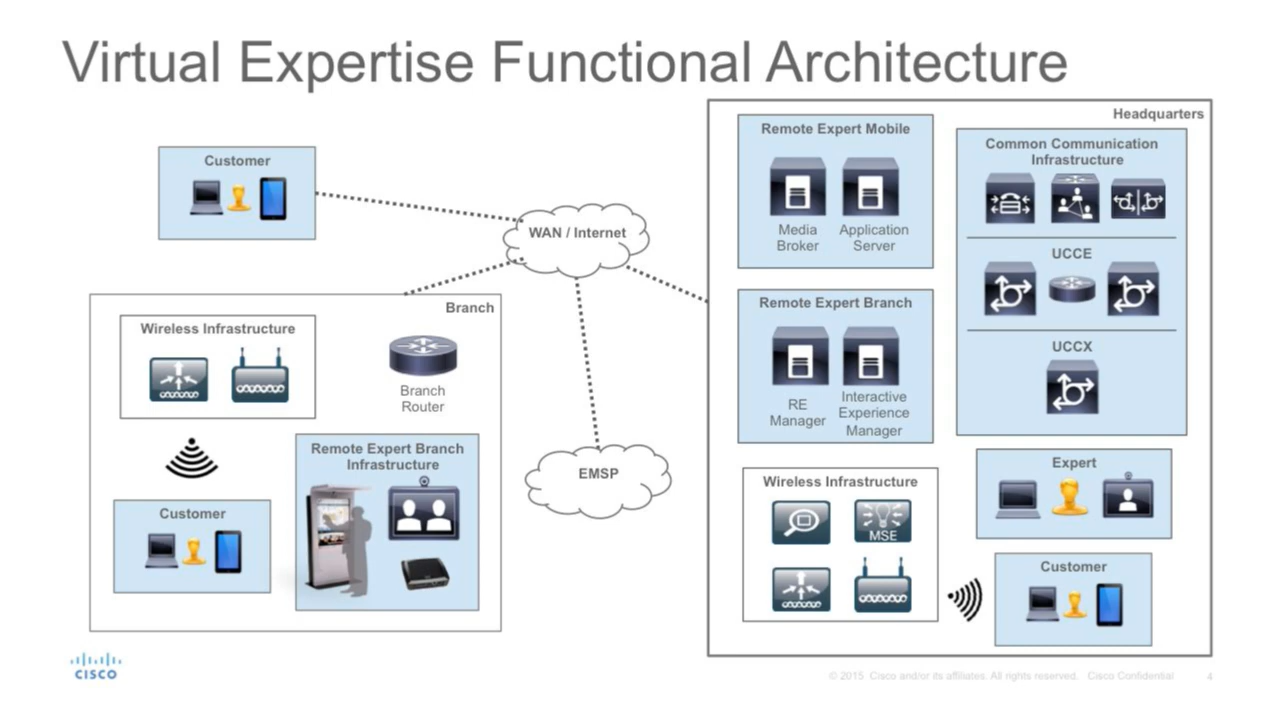 Virtual Expertise Functional Architecture
Customer
WAN / Internet
Branch
Wireless Infrastructure
Branch
Router
Remote Expert Branch
Infrastructure
Customer
EMSP
Headquarters
Remote Expert Mobile
Media
Broker
Application
Server
Common Communication
Infrastructure
UCCE
UCCX
Remote Expert Branch
RE
Manager
Interactive
Experience
Manager
Wireless Infrastructure
MSE
Expert
Customer
CISCO
© 2015 Cisco and/or its affiliates. All rights reserved. Cisco Confidential
4